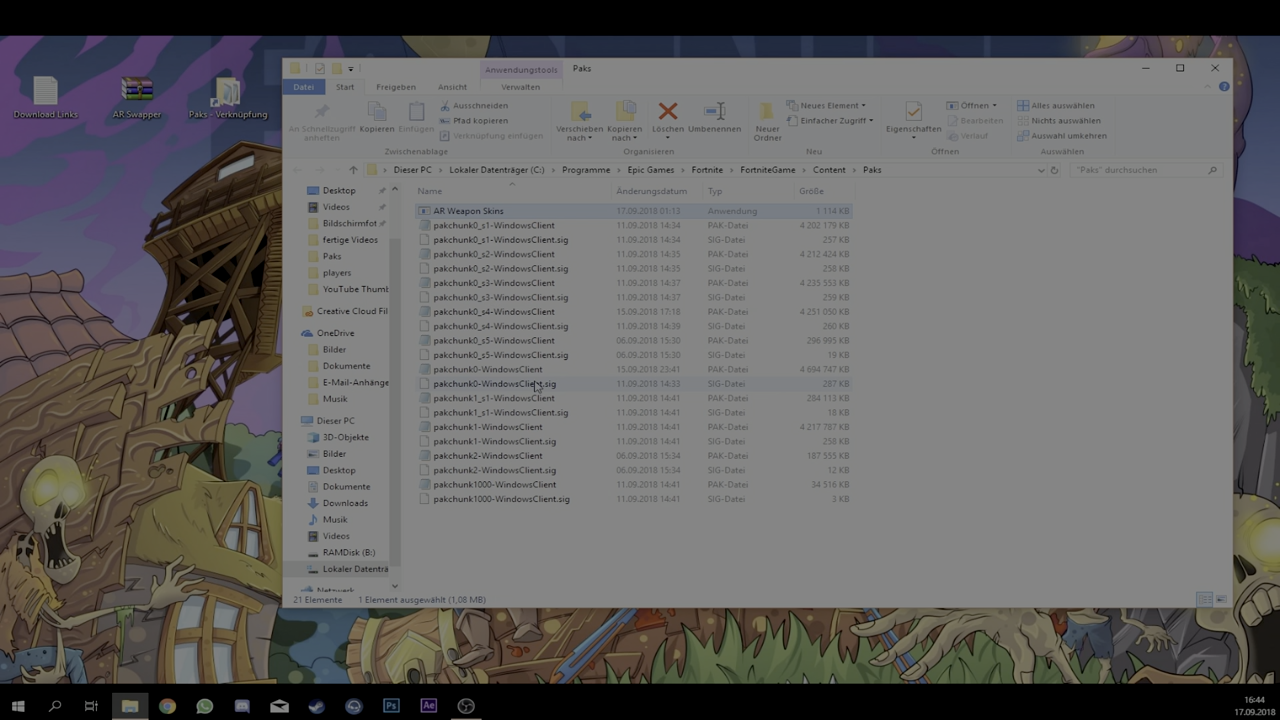 Download Links
AR Swapper
Paks - Verknüpfung
Anwendungstools
Paks
Datei
Start
Freigeben
Ansicht
Verwalten
An Schnellzugriff anheften
Kopieren
Einfügen
Ausschneiden
Pfad kopieren
Verknüpfung einfügen
Zwischenablage
Verschieben nach
Kopieren nach
Löschen
Umbenennen
Organisieren
Neuer Ordner
Neues Element
Einfacher Zugriff
Neu
Eigenschaften
Öffnen
Bearbeiten
Verlauf
Öffnen
Alles auswählen
Nichts auswählen
Auswahl umkehren
Auswählen
Dieser PC > Lokaler Datenträger (C:) > Programme > Epic Games > Fortnite > FortniteGame > Content > Paks
"Paks" durchsuchen
Desktop
Videos
Bildschirmfot
fertige Videos
Paks
players
YouTube Thumb
Creative Cloud Fil
OneDrive
Bilder
Dokumente
E-Mail-Anhänge
Musik
Dieser PC
3D-Objekte
Bilder
Desktop
Dokumente
Downloads
Musik
Videos
RAMDisk (B:)
Lokaler Datenträ
Netzwerk
Name Änderungsdatum Typ Größe
AR Weapon Skins 17.09.2018 01:13 Anwendung 1 114 KB
pakchunk0_s1-WindowsClient 11.09.2018 14:34 PAK-Datei 4 202 179 KB
pakchunk0_s1-WindowsClient.sig 11.09.2018 14:34 SIG-Datei 257 KB
pakchunk0_s2-WindowsClient 11.09.2018 14:35 PAK-Datei 4 212 424 KB
pakchunk0_s2-WindowsClient.sig 11.09.2018 14:35 SIG-Datei 258 KB
pakchunk0_s3-WindowsClient 11.09.2018 14:37 PAK-Datei 4 235 553 KB
pakchunk0_s3-WindowsClient.sig 11.09.2018 14:37 SIG-Datei 259 KB
pakchunk0_s4-WindowsClient 15.09.2018 17:18 PAK-Datei 4 251 050 KB
pakchunk0_s4-WindowsClient.sig 11.09.2018 14:39 SIG-Datei 260 KB
pakchunk0_s5-WindowsClient 06.09.2018 15:30 PAK-Datei 296 995 KB
pakchunk0_s5-WindowsClient.sig 06.09.2018 15:30 SIG-Datei 19 KB
pakchunk0-WindowsClient 15.09.2018 23:41 PAK-Datei 4 694 747 KB
pakchunk0-WindowsClient.sig 11.09.2018 14:33 SIG-Datei 287 KB
pakchunk1_s1-WindowsClient 11.09.2018 14:41 PAK-Datei 284 113 KB
pakchunk1_s1-WindowsClient.sig 11.09.2018 14:41 SIG-Datei 18 KB
pakchunk1-WindowsClient 11.09.2018 14:41 PAK-Datei 4 217 787 KB
pakchunk1-WindowsClient.sig 11.09.2018 14:41 SIG-Datei 258 KB
pakchunk2-WindowsClient 06.09.2018 15:34 PAK-Datei 187 555 KB
pakchunk2-WindowsClient.sig 06.09.2018 15:34 SIG-Datei 12 KB
pakchunk1000-WindowsClient 11.09.2018 14:41 PAK-Datei 34 516 KB
pakchunk1000-WindowsClient.sig 11.09.2018 14:41 SIG-Datei 3 KB
21 Elemente 1 Element ausgewählt (1,08 MB)
Ps
Ae
16:44
17.09.2018